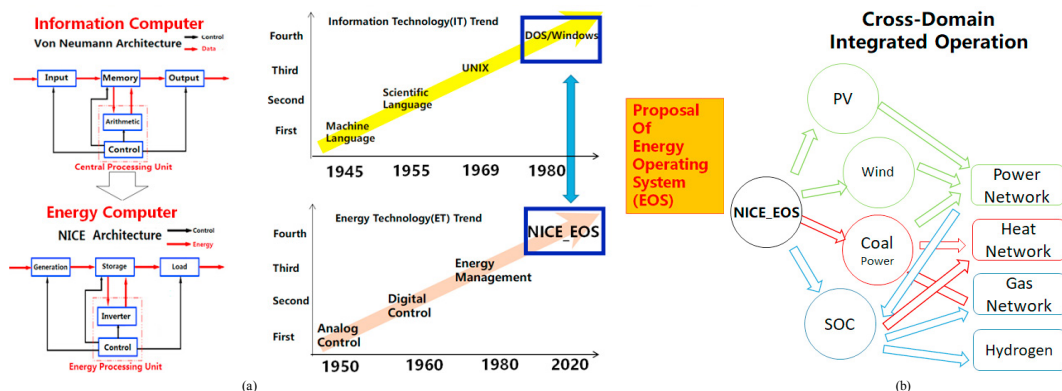 Information Computer
Von Neumann Architecture
Control
Data
Input
Memory
Output
Arithmetic
Control
Central Processing Unit
Energy Computer
NICE Architecture
Control
Energy
Generation
Storage
Load
Inverter
Control
Energy Processing Unit
Information Technology(IT) Trend
Fourth
Third
Second
First
DOS/Windows
UNIX
Scientific
Language
Machine
Language
1945
1955
1969
1980
Energy Technology(ET) Trend
Fourth
Third
Second
First
NICE_EOS
Energy
Management
Digital
Control
Analog
Control
1950
1960
1980
2020
(a)
Proposal
Of
Energy
Operating
System
(EOS)
Cross-Domain
Integrated Operation
PV
Wind
NICE_EOS
Coal
Power
SOC
Power
Network
Heat
Network
Gas
Network
Hydrogen
(b)